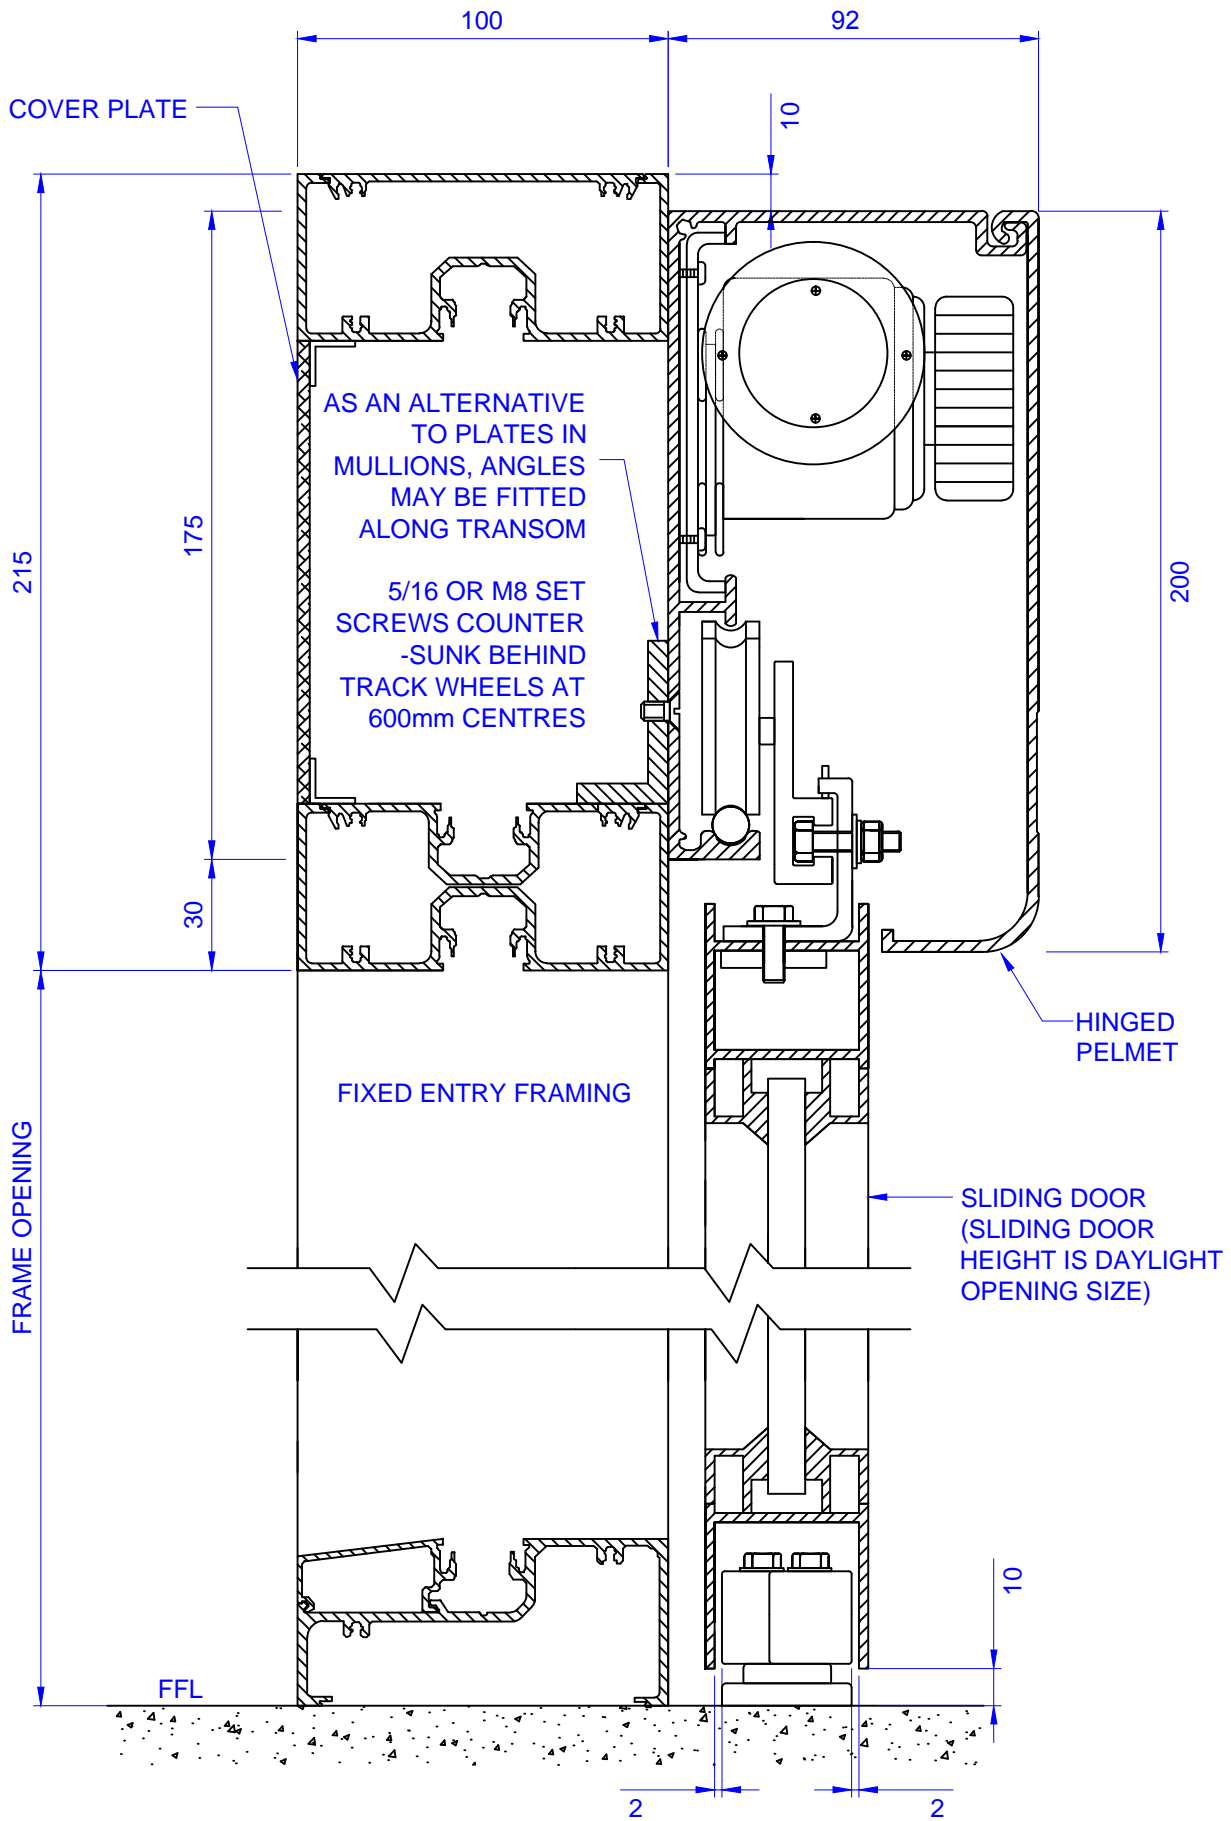 100
92
10
COVER PLATE
AS AN ALTERNATIVE
TO PLATES IN
MULLIONS, ANGLES
MAY BE FITTED
ALONG TRANSOM
5/16 OR M8 SET
SCREWS COUNTER
-SUNK BEHIND
TRACK WHEELS AT
600mm CENTRES
215
175
200
30
HINGED
PELMET
FIXED ENTRY FRAMING
FRAME OPENING
SLIDING DOOR
(SLIDING DOOR
HEIGHT IS DAYLIGHT
OPENING SIZE)
10
FFL
2
2